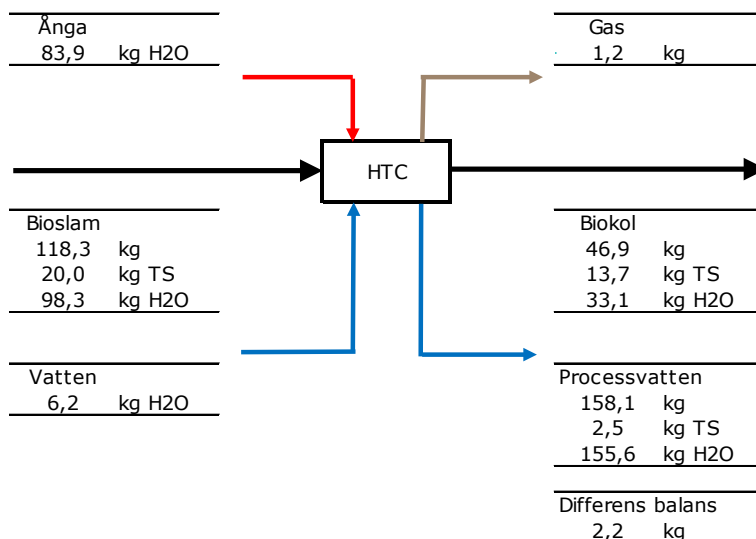 Ånga
83,9 kg H2O
Gas
1,2 kg
HTC
Bioslam
118,3 kg
20,0 kg TS
98,3 kg H2O
Biokol
46,9 kg
13,7 kg TS
33,1 kg H2O
Vatten
6,2 kg H2O
Processvatten
158,1 kg
2,5 kg TS
155,6 kg H2O
Differens balans
2,2 kg